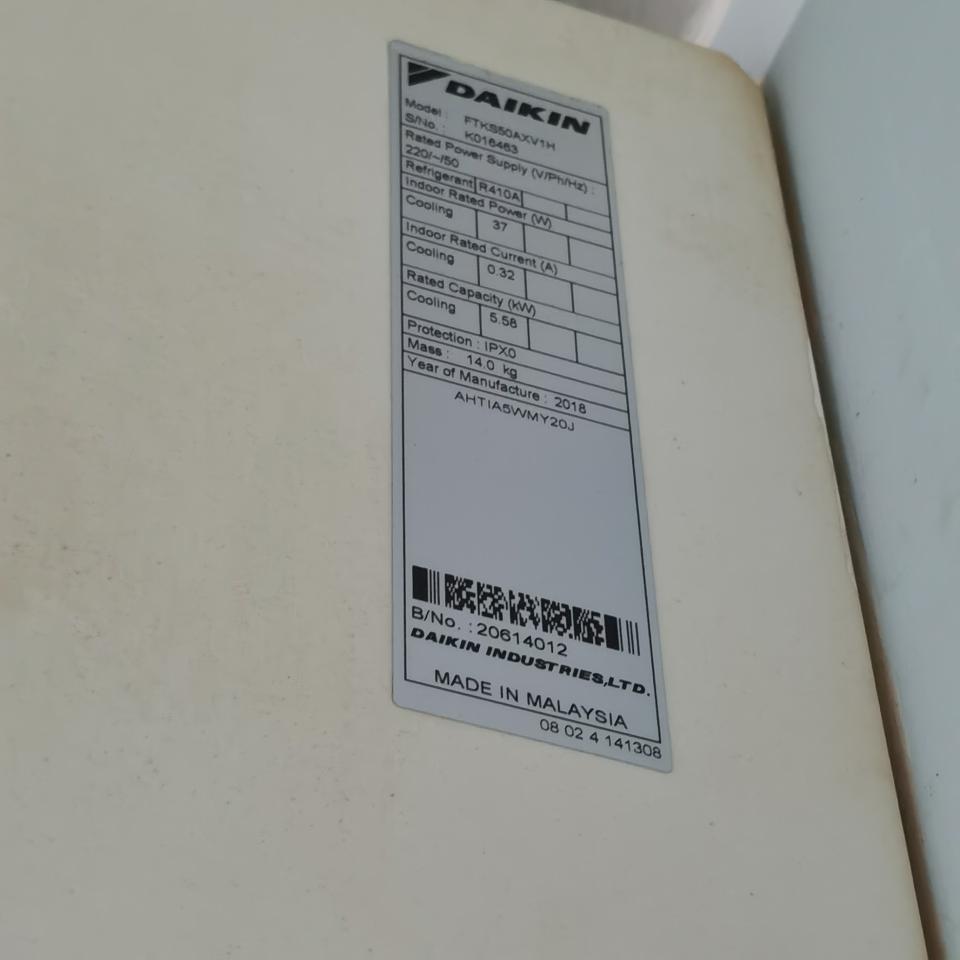 DAIKIN
Model : FTKS50AXV1H
S/No. : K016463
Rated Power Supply (V/Ph/Hz) :
220/~/50
Refrigerant R410A
Indoor Rated Power (W)
Cooling 37
Indoor Rated Current (A)
Cooling 0.32
Rated Capacity (kW)
Cooling 5.58
Protection : IPX0
Mass : 14.0 kg
Year of Manufacture : 2018
AHT1A5WMY20J
B/No. : 20614012
DAIKIN INDUSTRIES,LTD.
MADE IN MALAYSIA
08 02 4 141308